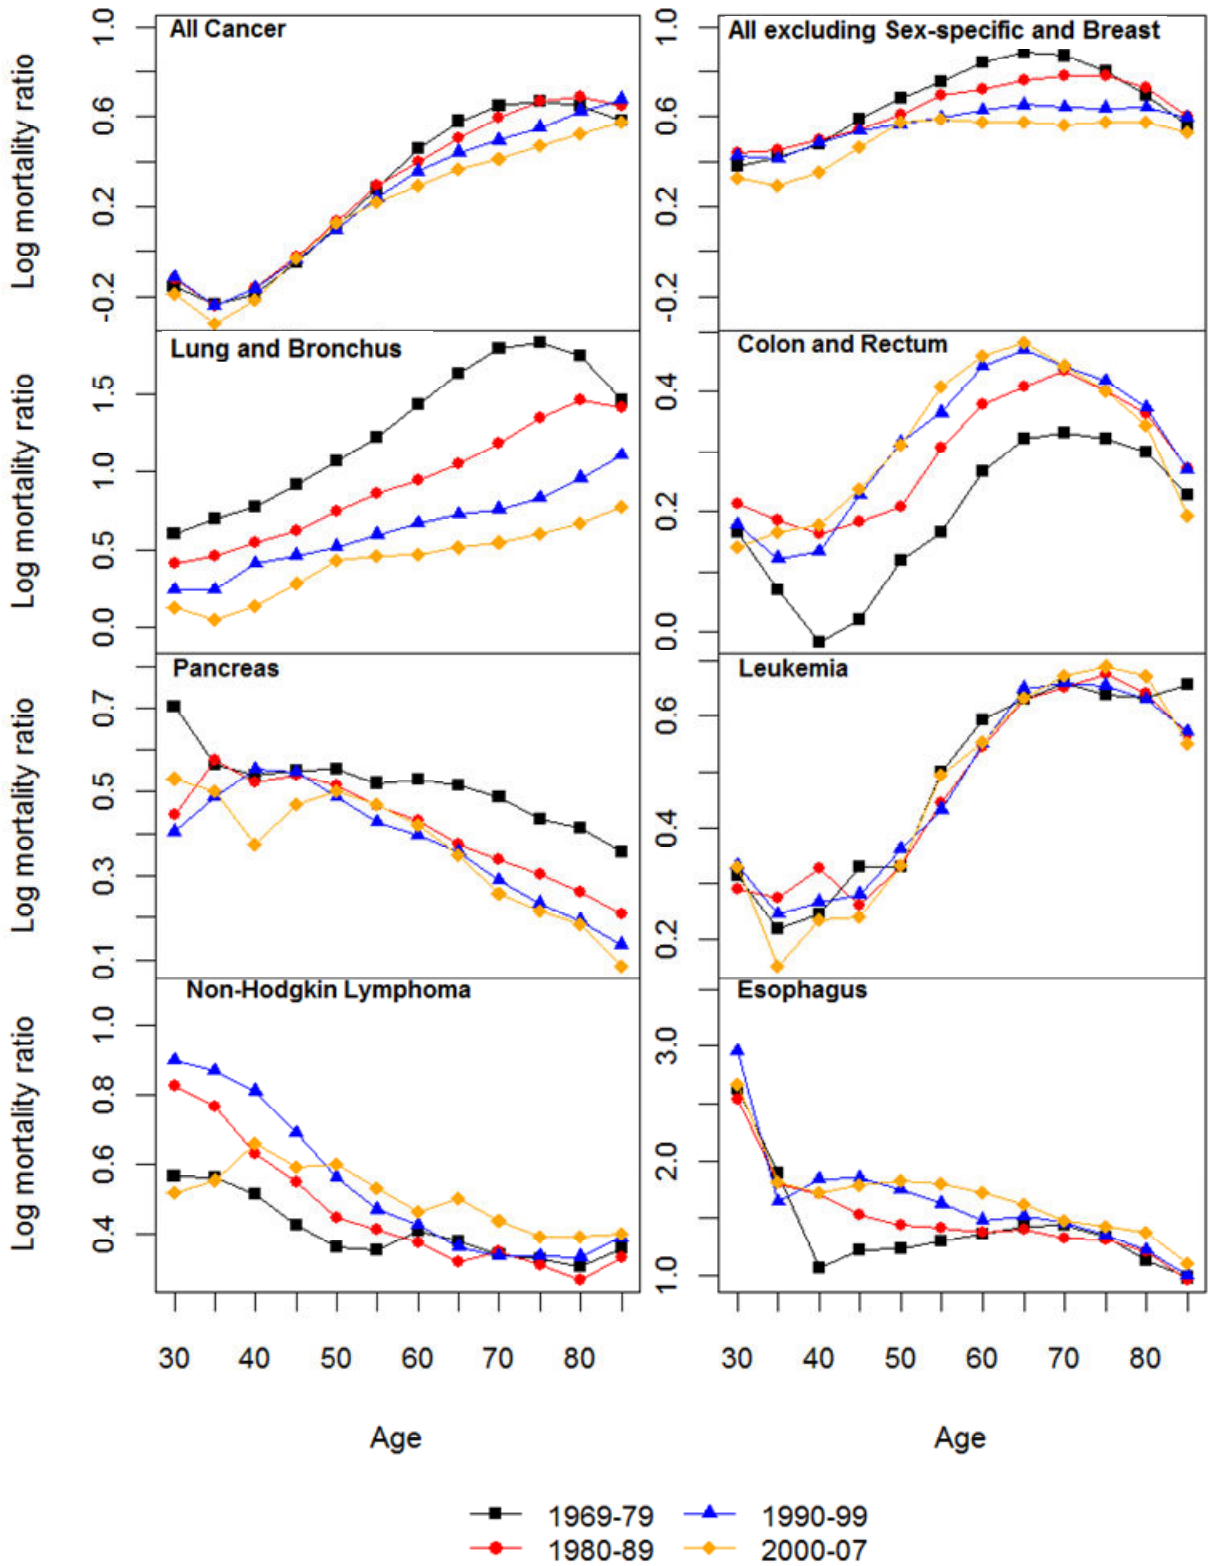 All Cancer
All excluding Sex-specific and Breast
Log mortality ratio
1.0
0.6
0.2
-0.2
1.0
0.6
0.2
-0.2
Lung and Bronchus
Colon and Rectum
Log mortality ratio
1.5
1.0
0.5
0.0
0.4
0.2
0.0
Pancreas
Leukemia
Log mortality ratio
0.7
0.5
0.3
0.1
0.6
0.4
0.2
Non-Hodgkin Lymphoma
Esophagus
Log mortality ratio
1.0
0.8
0.6
0.4
3.0
2.0
1.0
30 40 50 60 70 80
30 40 50 60 70 80
Age
Age
1969-79
1990-99
1980-89
2000-07